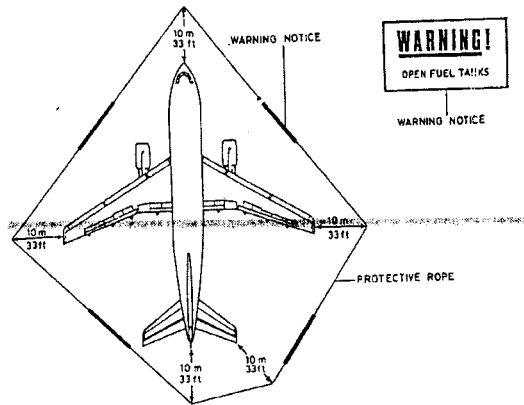 10 m
33 ft
WARNING NOTICE
WARNING!
OPEN FUEL TANKS
WARNING NOTICE
10 m
33 ft
10 m
33 ft
PROTECTIVE ROPE
10 m
33 ft
10 m
33 ft